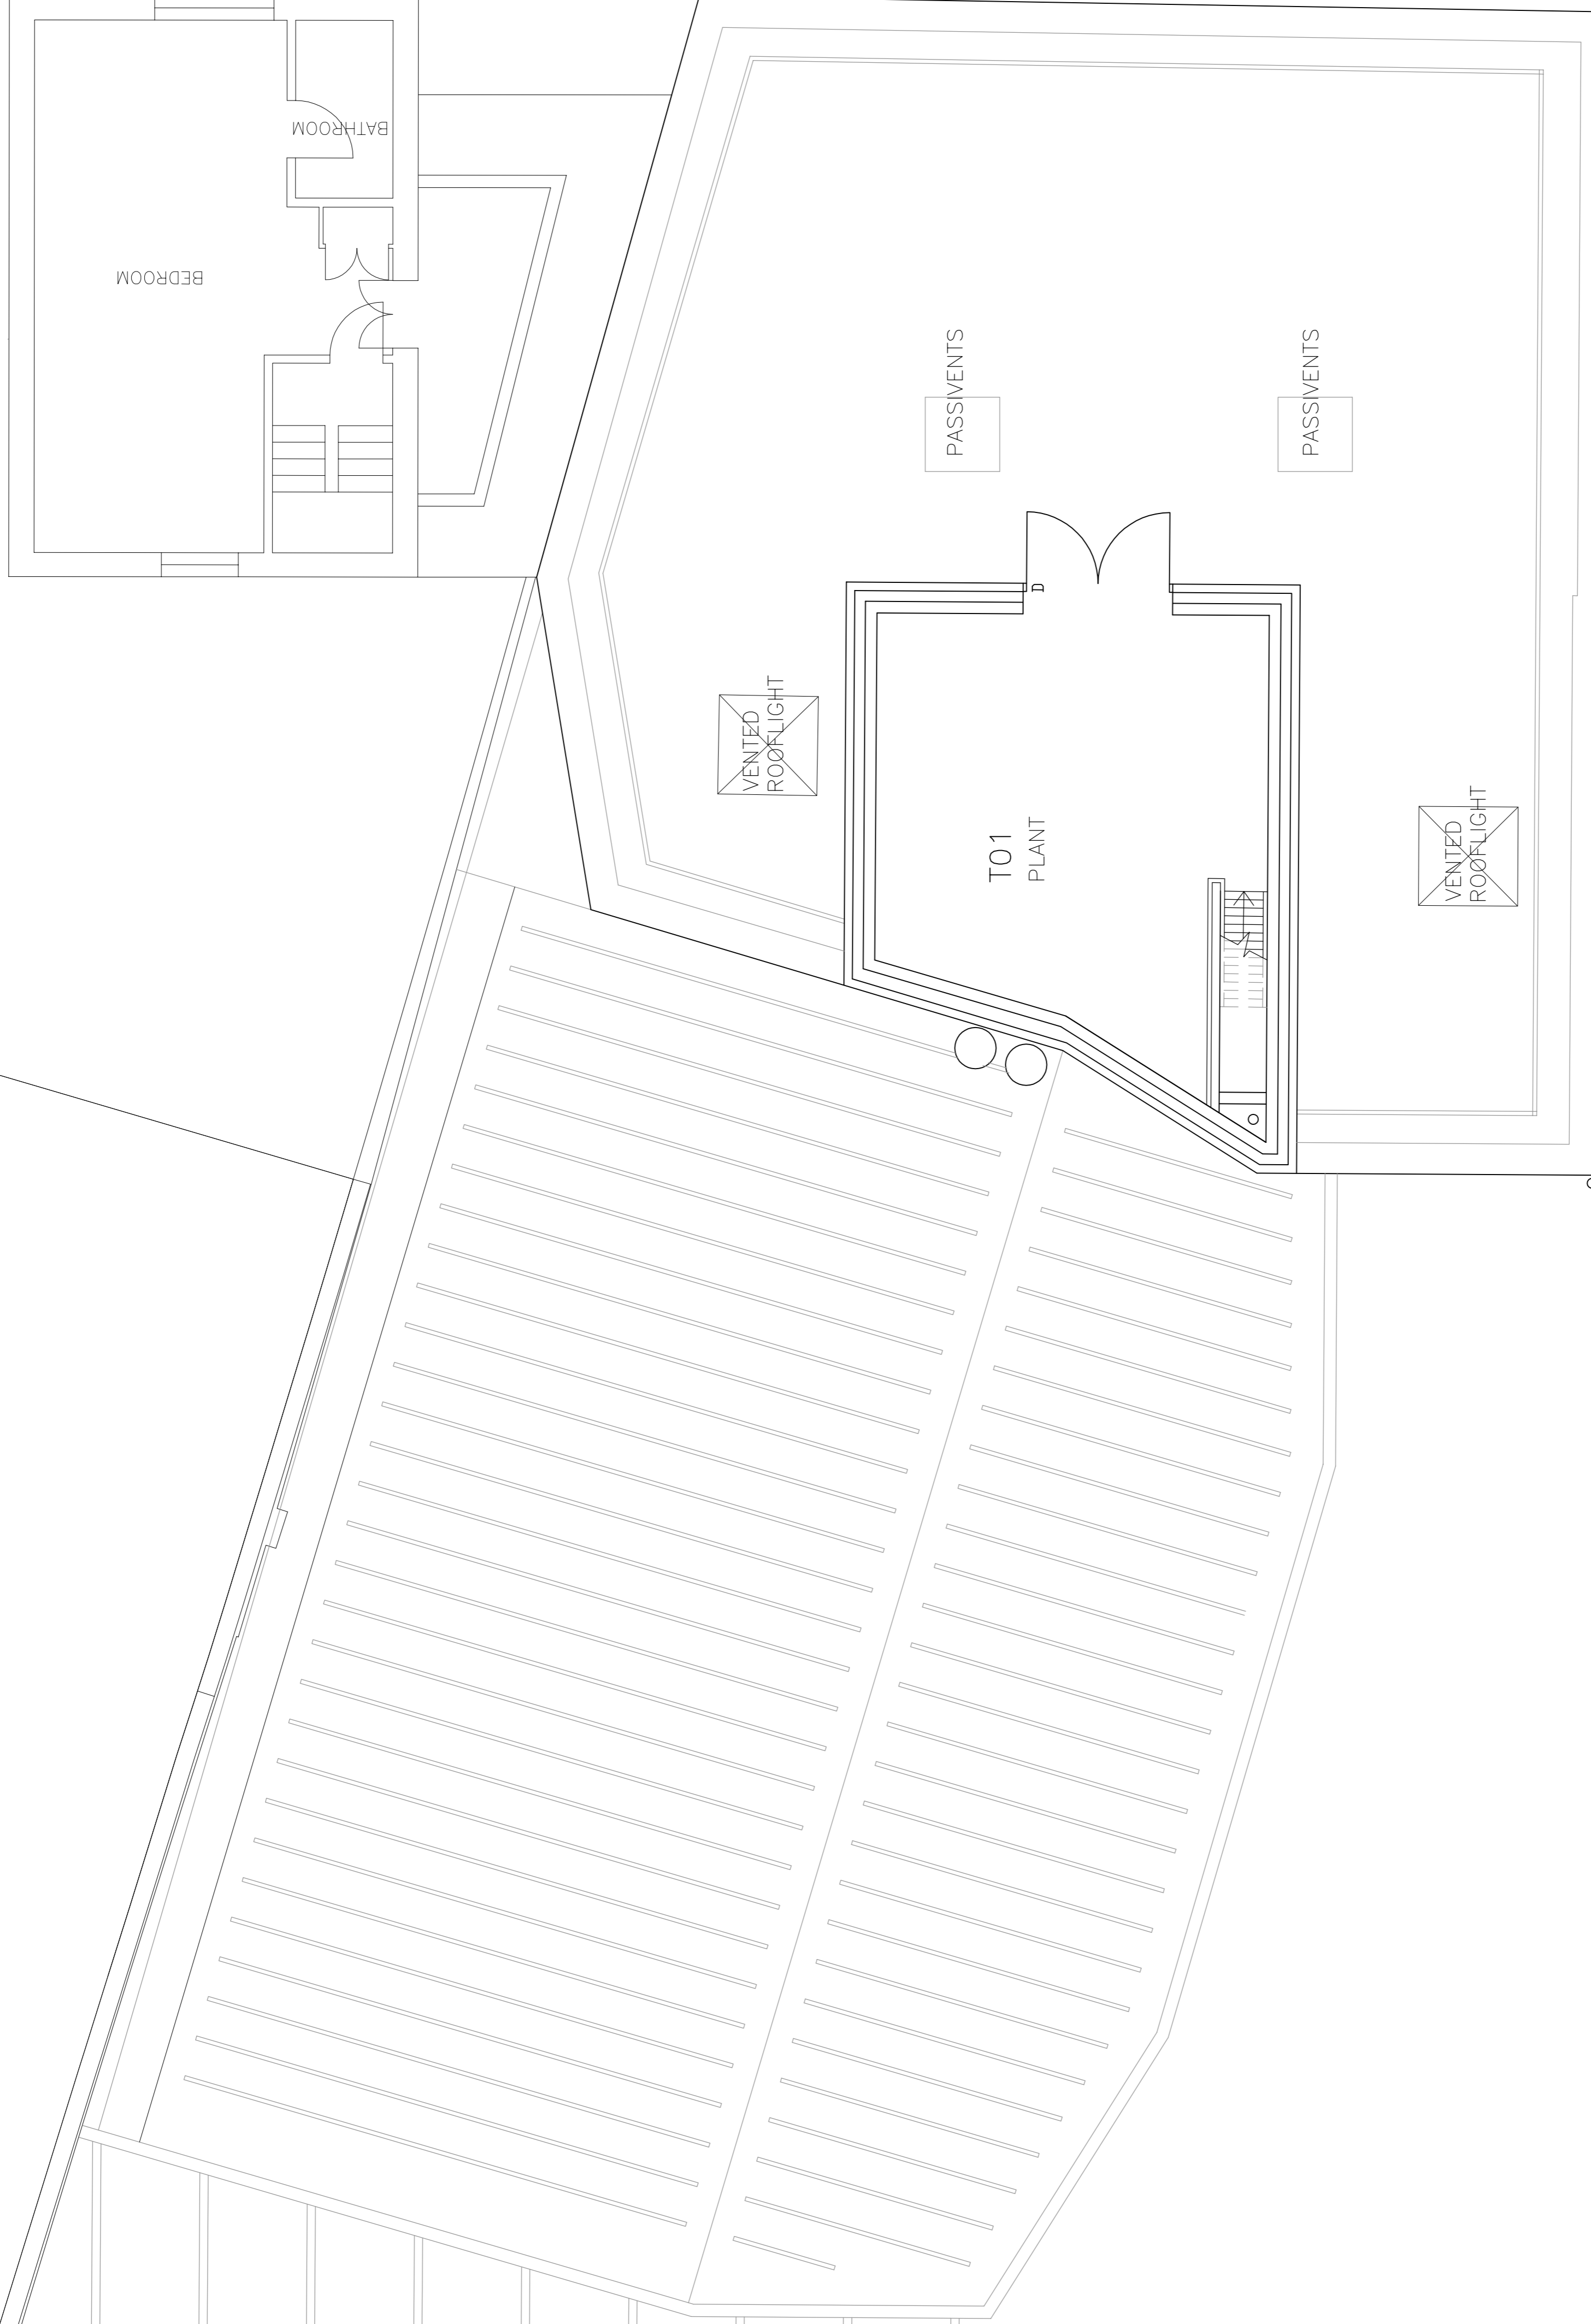 BATHROOM
BEDROOM
PASSIVENTS
PASSIVENTS
VENTED
ROOFLIGHT
T01
PLANT
VENTED
ROOFLIGHT